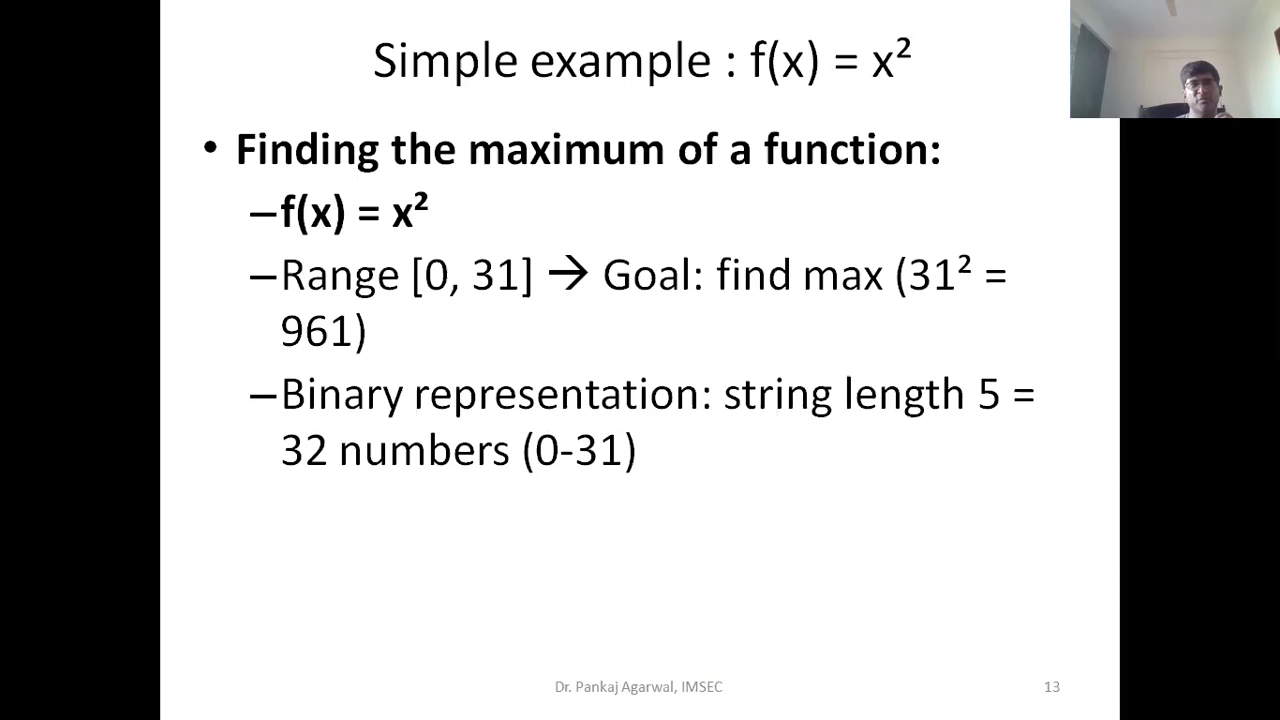 Simple example : f(x) = x²
• Finding the maximum of a function:
–f(x) = x²
–Range [0, 31] → Goal: find max (31² =
961)
–Binary representation: string length 5 =
32 numbers (0-31)
Dr. Pankaj Agarwal, IMSEC
13